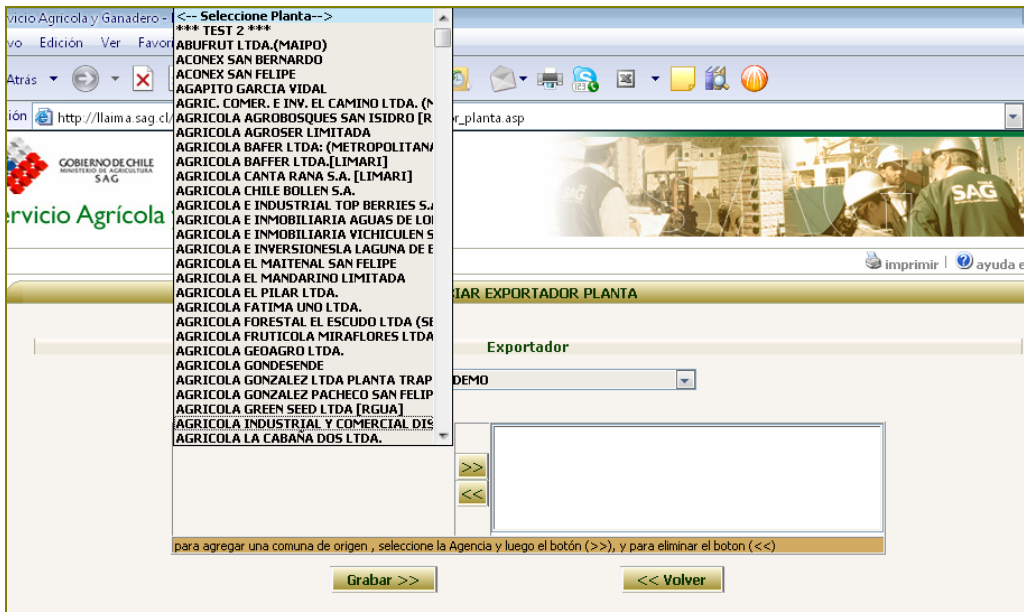 vicio Agrícola y Ganadero -
vo Edición Ver Favori
Atrás
ión http://llaima.sag.cl/ r_planta.asp
GOBIERNO DE CHILE
MINISTERIO DE AGRICULTURA
SAG
ervicio Agrícola
SAG
SAG
imprimir | ayuda e
IAR EXPORTADOR PLANTA
Exportador
DEMO
<-- Seleccione Planta-->
*** TEST 2 ***
ABUFRUT LTDA.(MAIPO)
ACONEX SAN BERNARDO
ACONEX SAN FELIPE
AGAPITO GARCIA VIDAL
AGRIC. COMER. E INV. EL CAMINO LTDA. (M
AGRICOLA AGROBOSQUES SAN ISIDRO [R
AGRICOLA AGROSER LIMITADA
AGRICOLA BAFER LTDA: (METROPOLITANA
AGRICOLA BAFFER LTDA.[LIMARI]
AGRICOLA CANTA RANA S.A. [LIMARI]
AGRICOLA CHILE BOLLEN S.A.
AGRICOLA E INDUSTRIAL TOP BERRIES S.A
AGRICOLA E INMOBILIARIA AGUAS DE LO
AGRICOLA E INMOBILIARIA VICHICULEN S
AGRICOLA E INVERSIONESLA LAGUNA DE E
AGRICOLA EL MAITENAL SAN FELIPE
AGRICOLA EL MANDARINO LIMITADA
AGRICOLA EL PILAR LTDA.
AGRICOLA FATIMA UNO LTDA.
AGRICOLA FORESTAL EL ESCUDO LTDA (SE
AGRICOLA FRUTICOLA MIRAFLORES LTDA
AGRICOLA GEOAGRO LTDA.
AGRICOLA GONDESENDE
AGRICOLA GONZALEZ LTDA PLANTA TRAP
AGRICOLA GONZALEZ PACHECO SAN FELIP
AGRICOLA GREEN SEED LTDA [RGUA]
AGRICOLA INDUSTRIAL Y COMERCIAL DIS
AGRICOLA LA CABAÑA DOS LTDA.
>>
<<
para agregar una comuna de origen , seleccione la Agencia y luego el botón (>>), y para eliminar el boton (<<)
Grabar >> << Volver